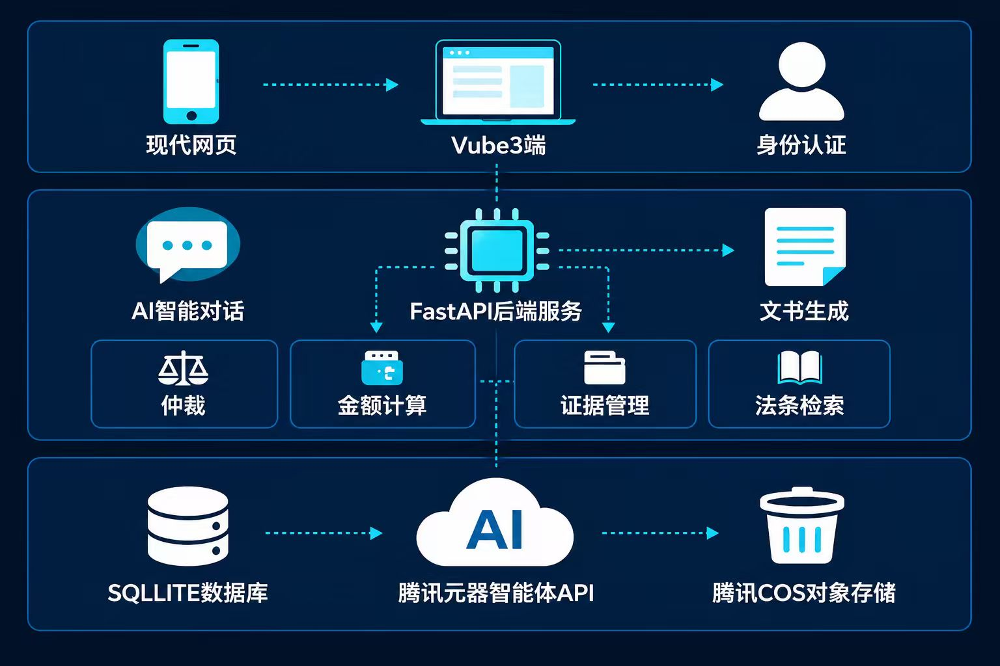 现代网页
Vube3端
身份认证
AI智能对话
FastAPI后端服务
文书生成
仲裁
金额计算
证据管理
法条检索
AI
SQLLITE数据库
腾讯元器智能体API
腾讯COS对象存储